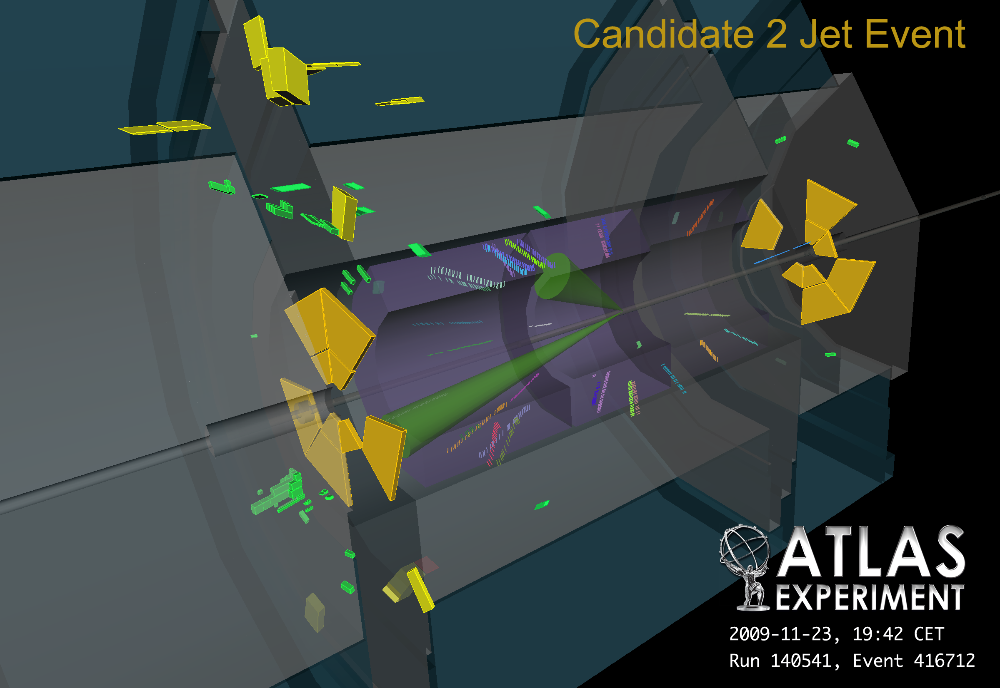 Candidate 2 Jet Event
ATLAS
EXPERIMENT
2009-11-23, 19:42 CET
Run 140541, Event 416712